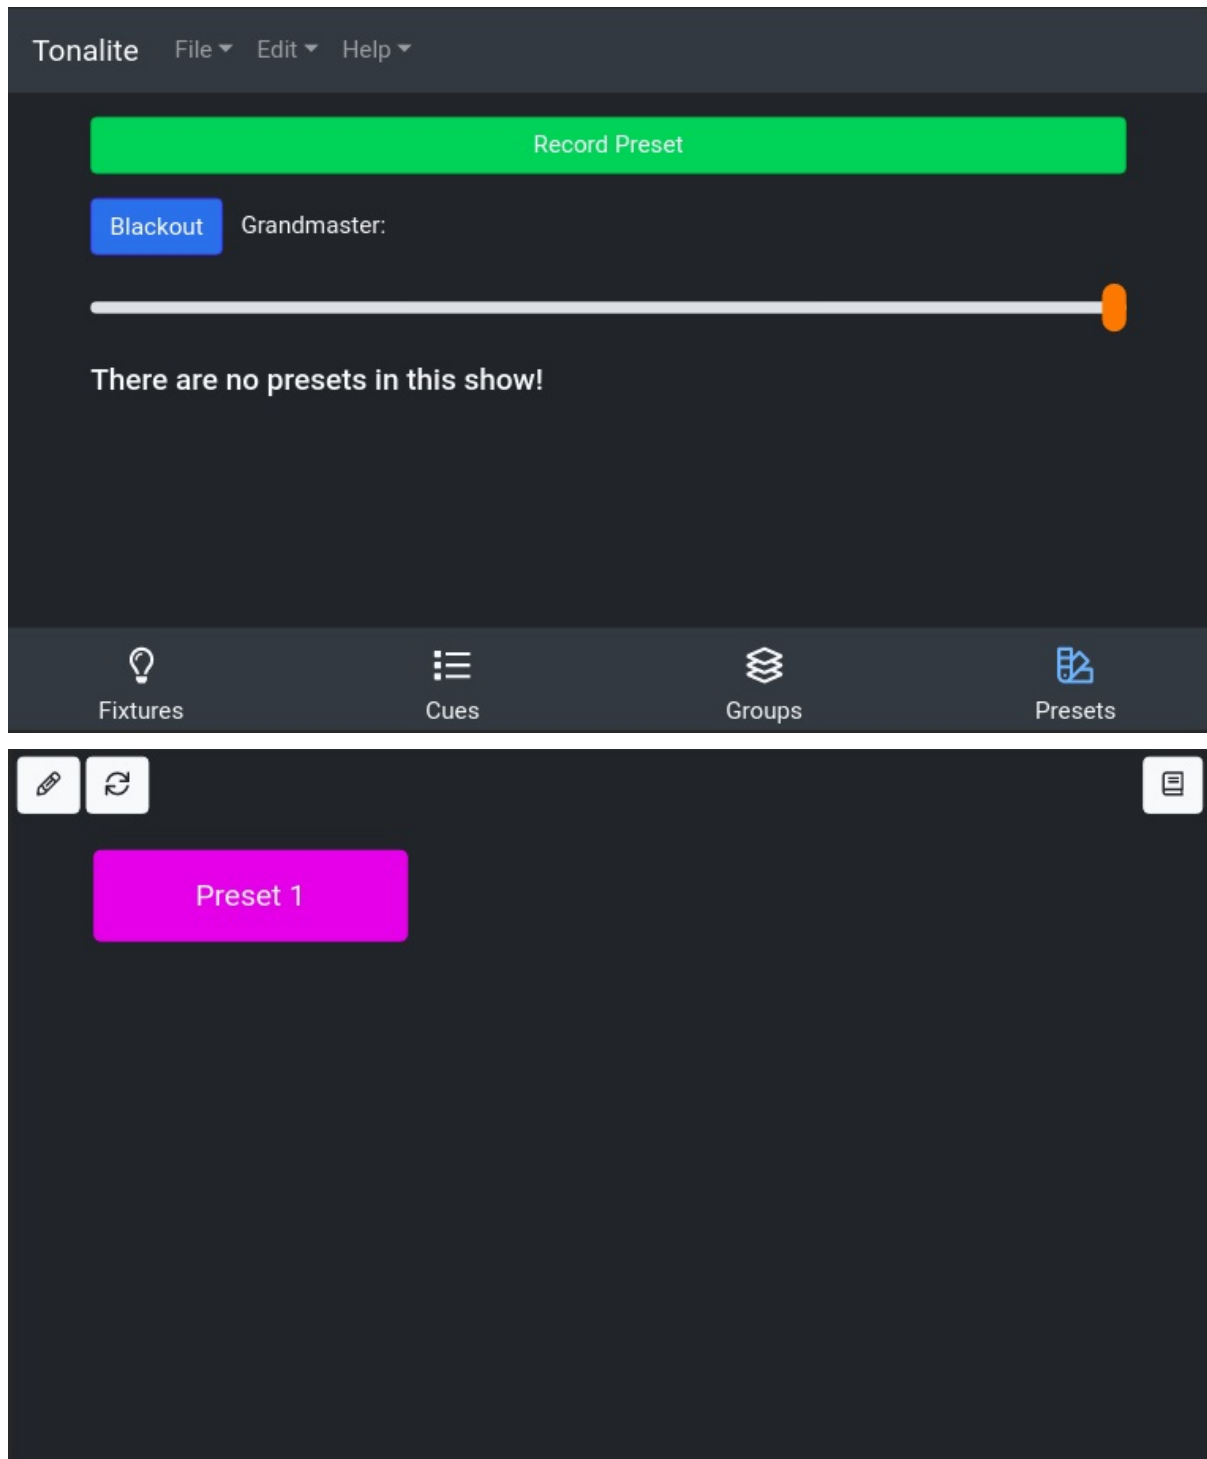 Tonalite File Edit Help
Record Preset
Blackout Grandmaster:
There are no presets in this show!
Fixtures Cues Groups Presets
Preset 1